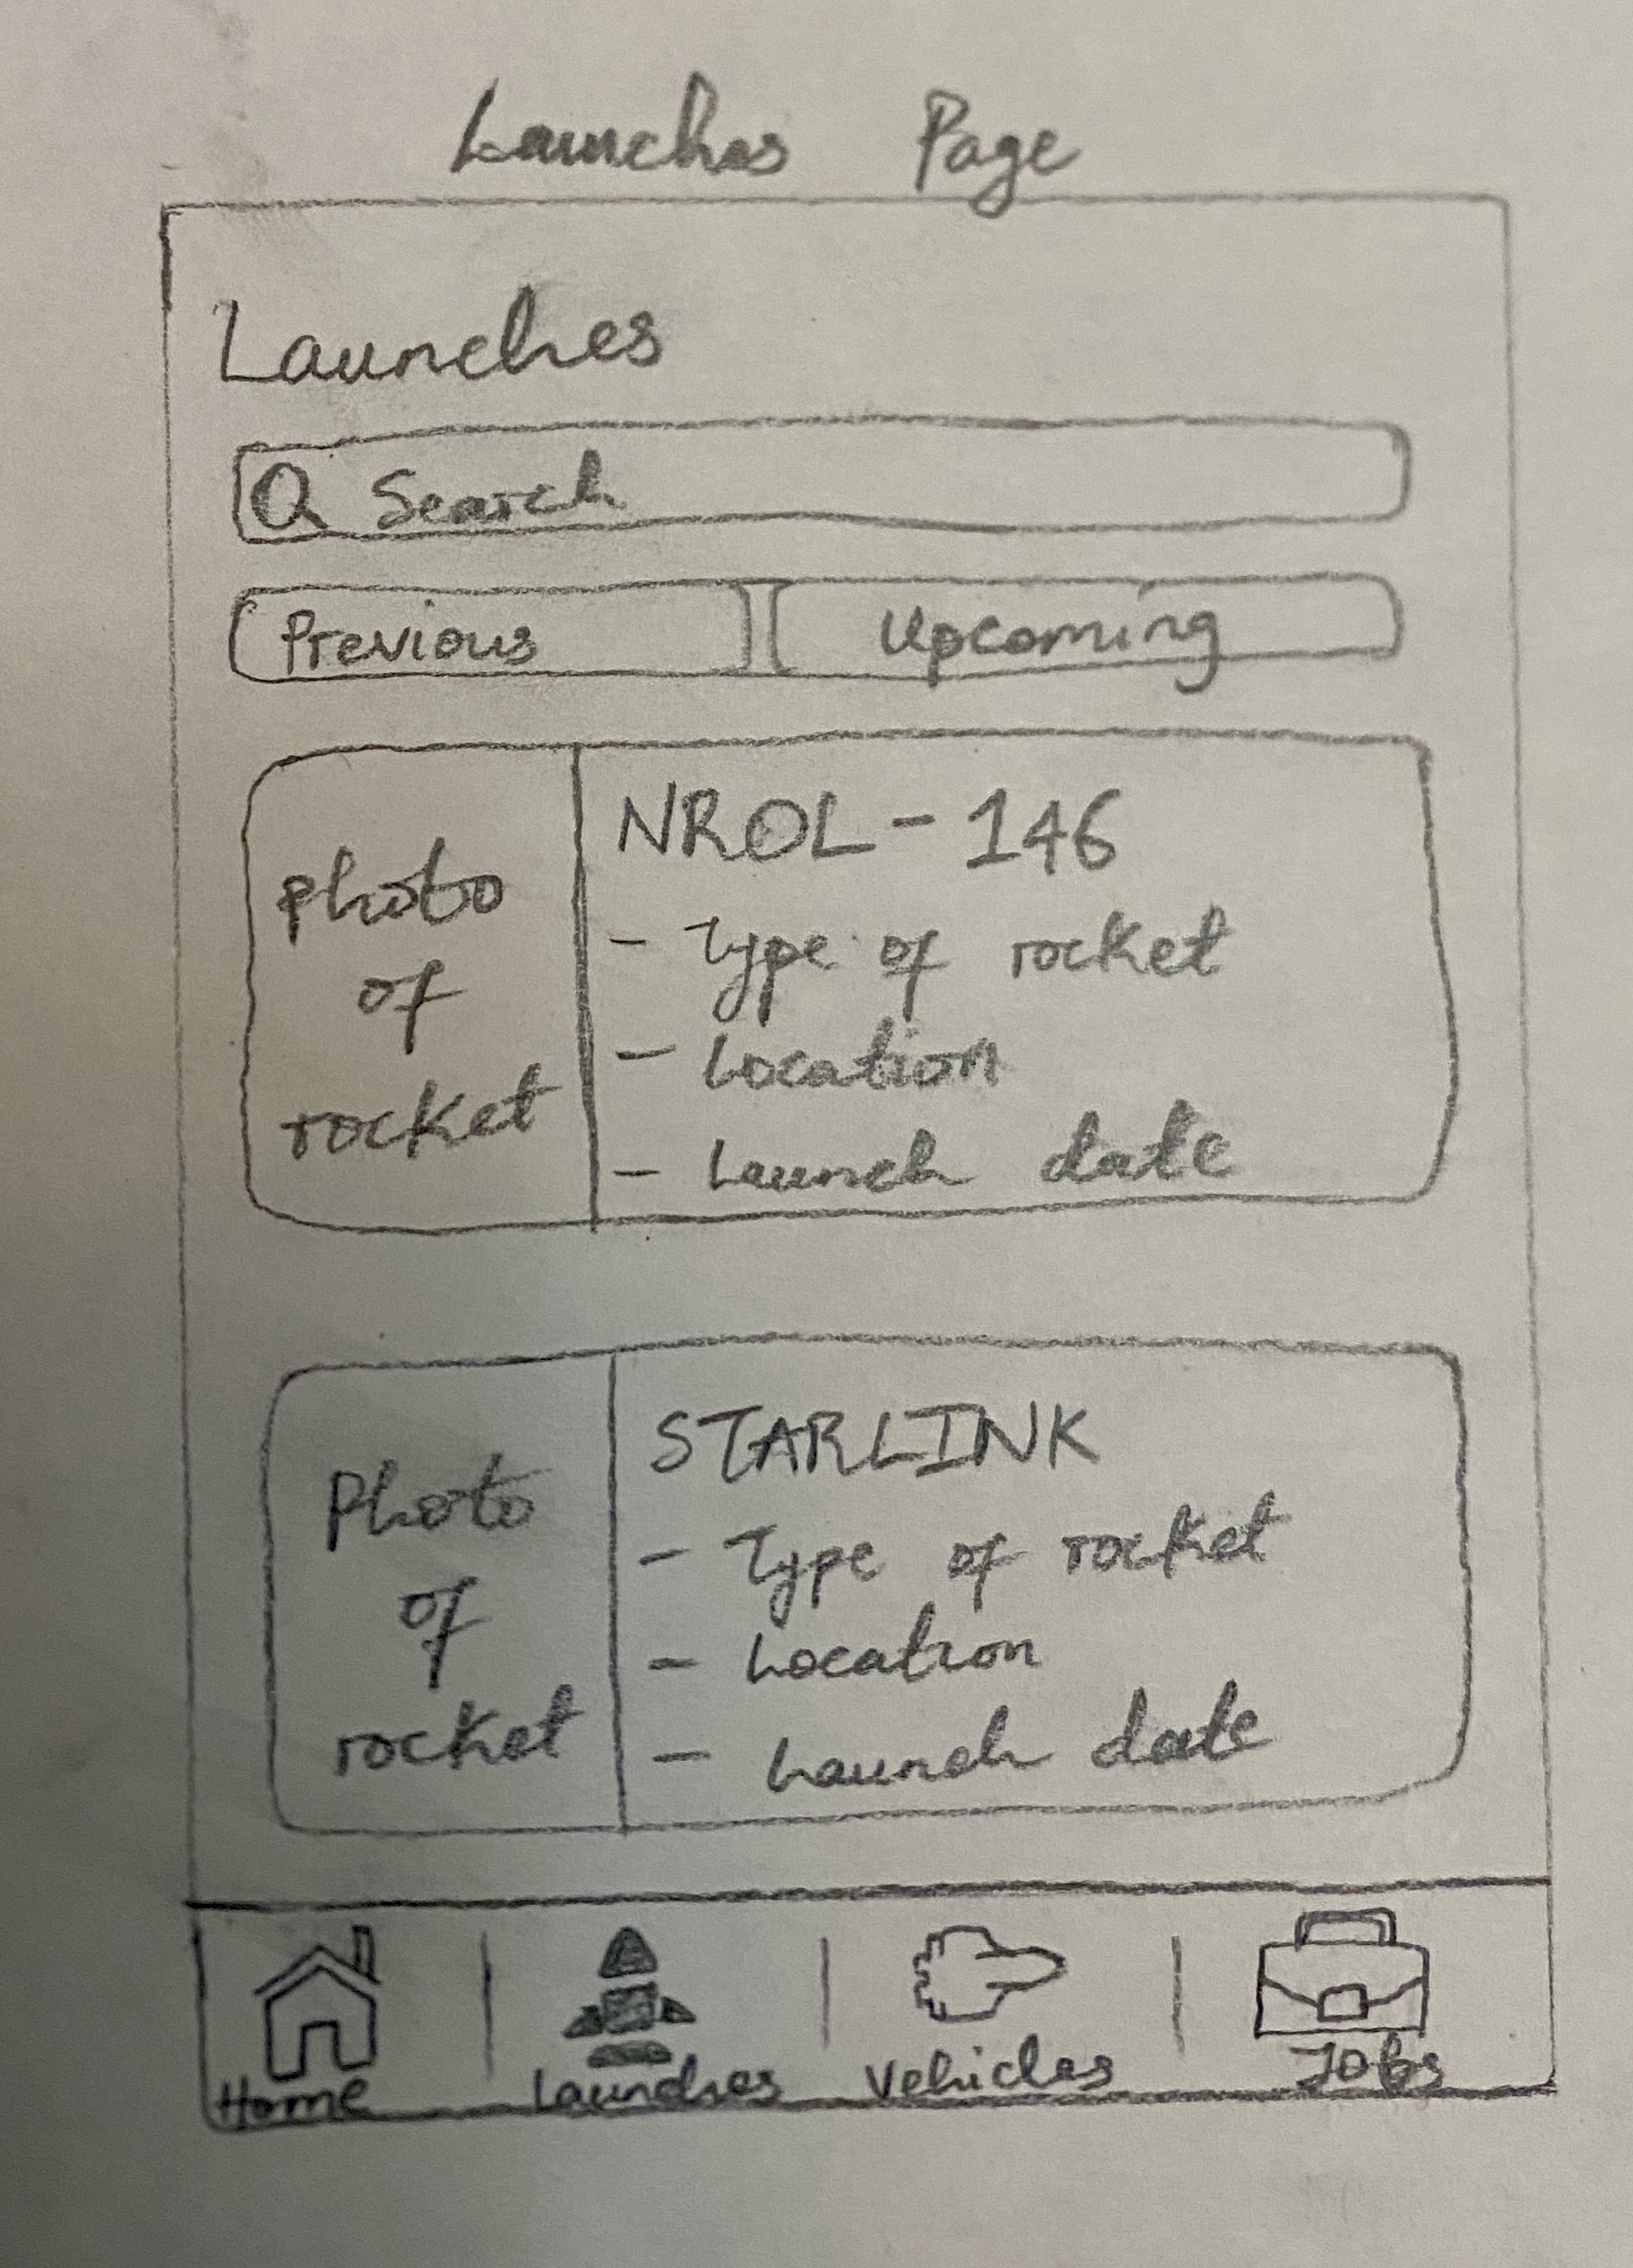 Launches Page
Launches
Search
Previous
Upcoming
photo
of
rocket
NROL-146
- Type of rocket
- Location
- Launch date
Photo
of
rocket
STARLINK
- Type of rocket
- Location
- Launch date
Home
Launches
Vehicles
Jobs